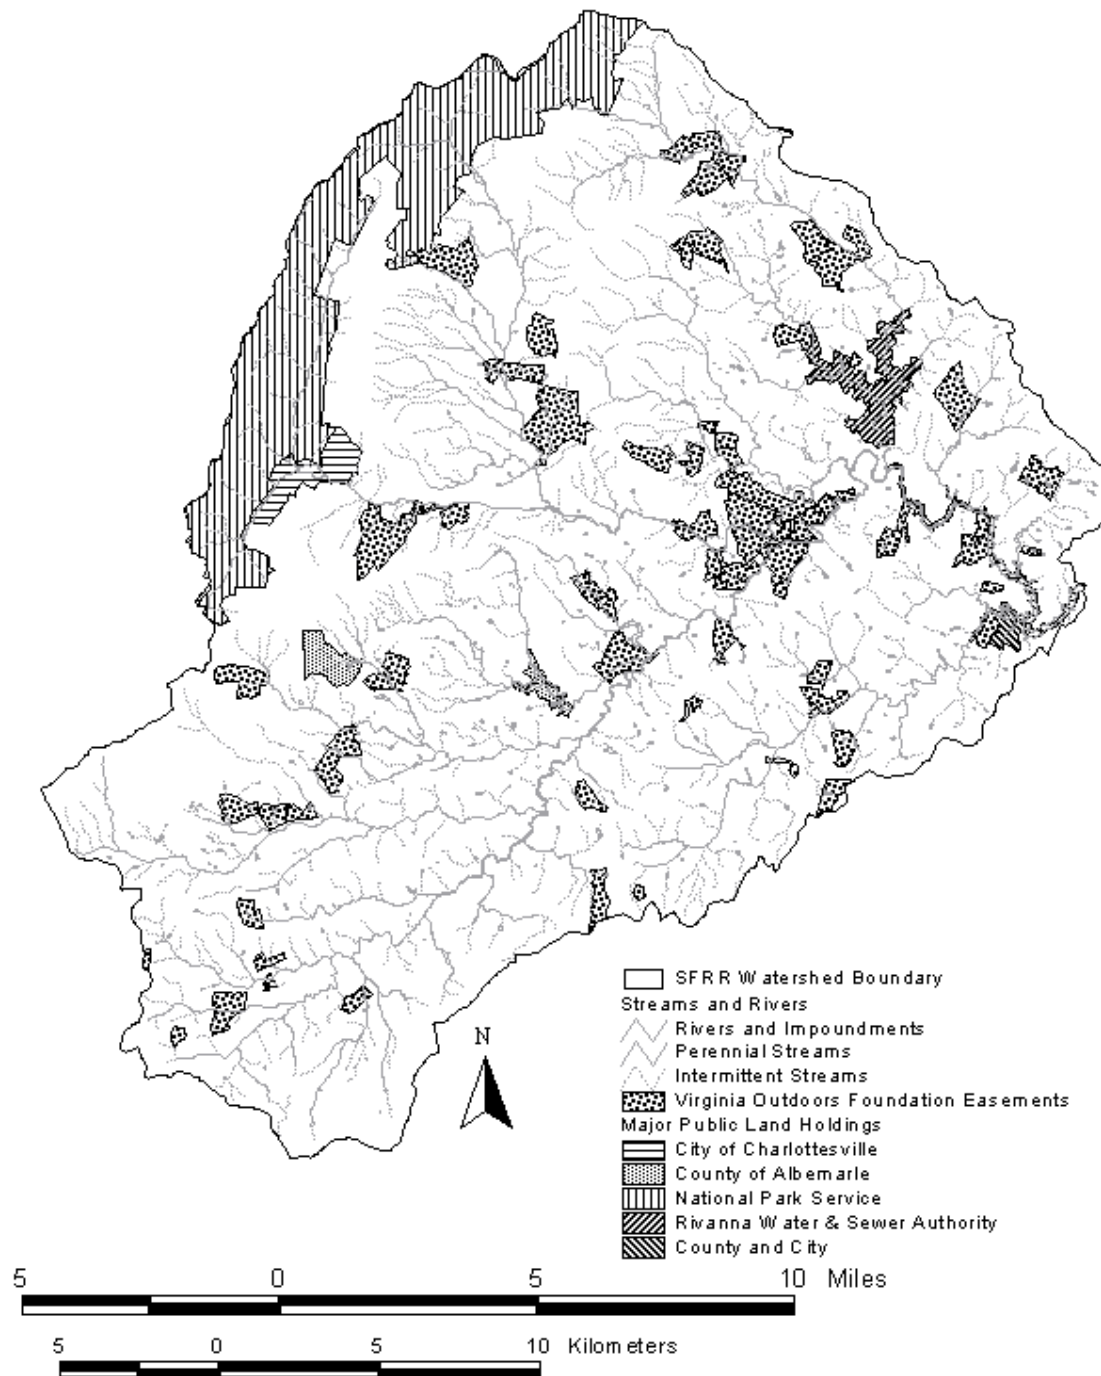 SFRR Watershed Boundary
Streams and Rivers
Rivers and Impoundments
N
Perennial Streams
Intermittent Streams
Virginia Outdoors Foundation Easements
Major Public Land Holdings
City of Charlottesville
County of Albemarle
National Park Service
Rivanna Water & Sewer Authority
County and City
5 0 5 10 Miles
5 0 5 10 Kilometers